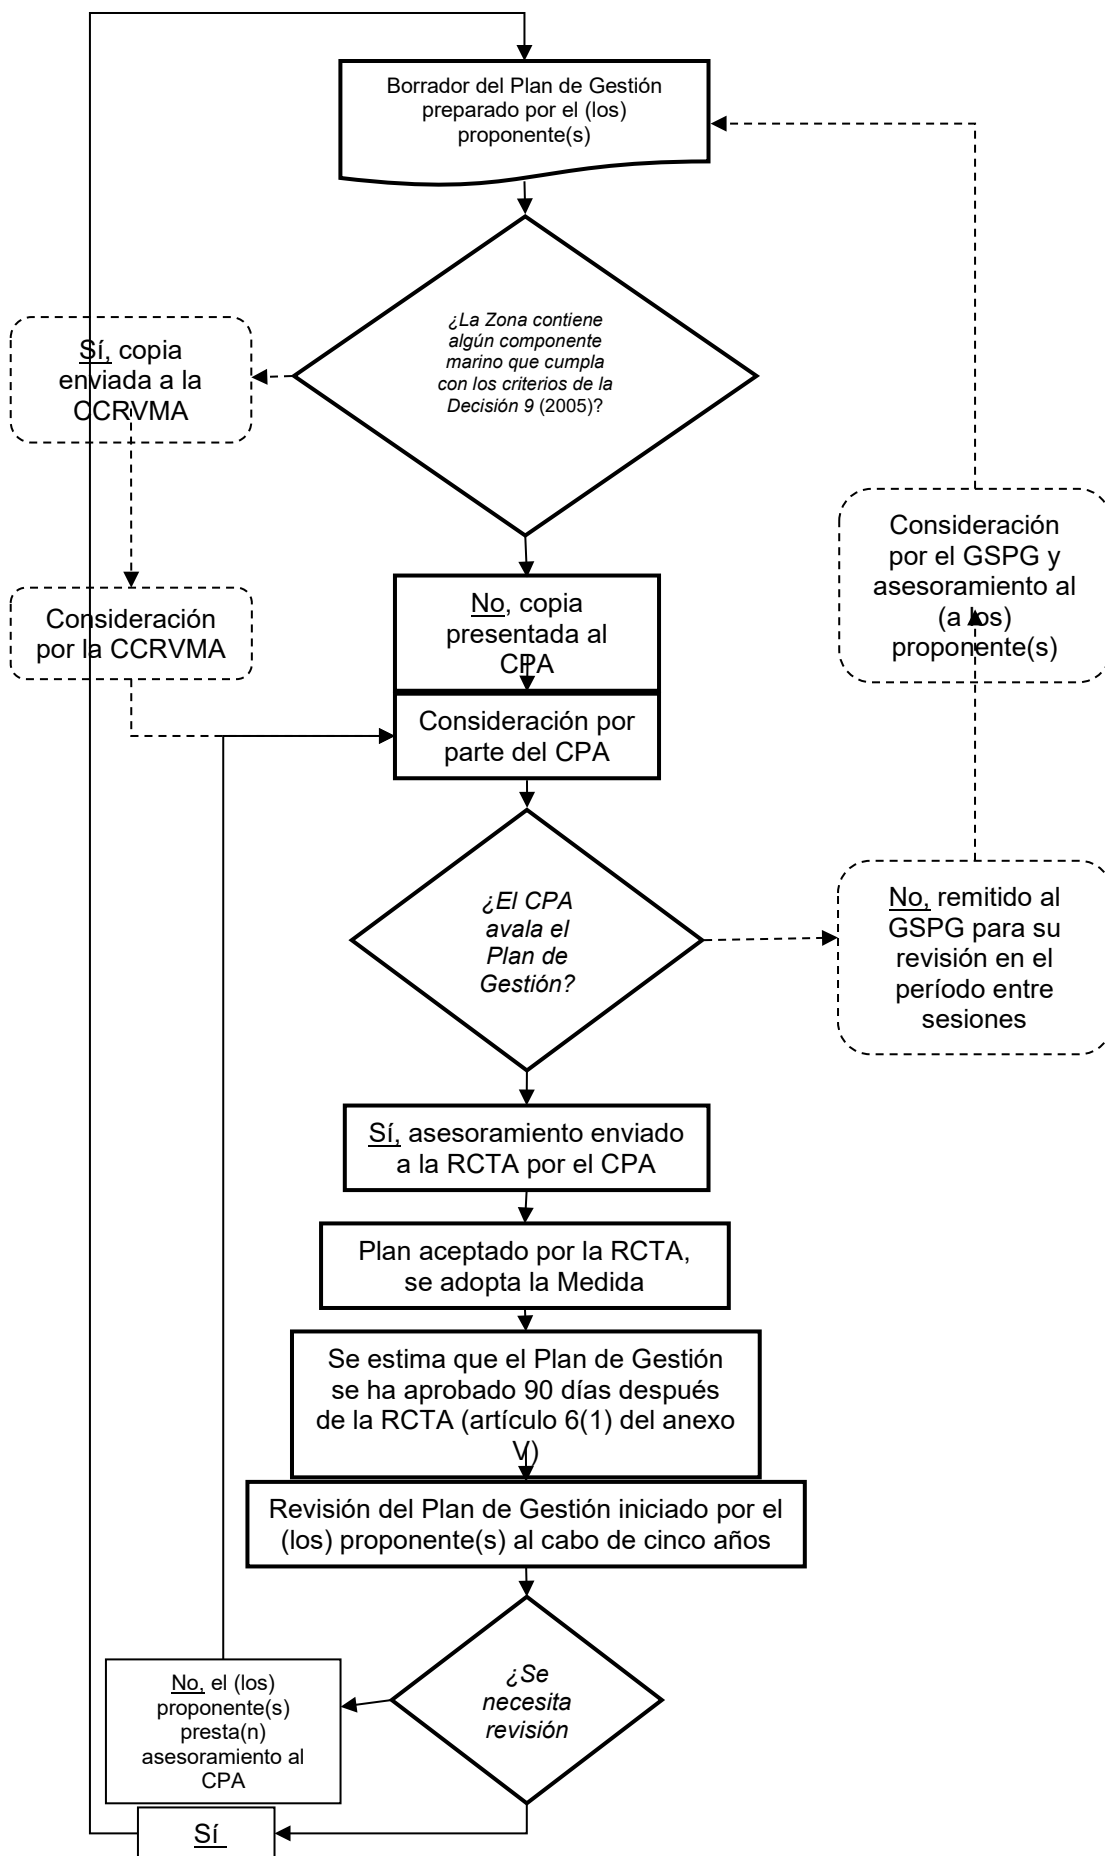 Borrador del Plan de Gestión
preparado por el (los)
proponente(s)
¿La Zona contiene
algún componente
marino que cumpla
con los criterios de la
Decisión 9 (2005)?
Sí, copia
enviada a la
CCRVMA
Consideración
por la CCRVMA
No, copia
presentada al
CPA
Consideración por
parte del CPA
Consideración
por el GSPG y
asesoramiento al
(a los)
proponente(s)
¿El CPA
avala el
Plan de
Gestión?
No, remitido al
GSPG para su
revisión en el
período entre
sesiones
Sí, asesoramiento enviado
a la RCTA por el CPA
Plan aceptado por la RCTA,
se adopta la Medida
Se estima que el Plan de Gestión
se ha aprobado 90 días después
de la RCTA (artículo 6(1) del anexo
V)
Revisión del Plan de Gestión iniciado por el
(los) proponente(s) al cabo de cinco años
¿Se
necesita
revisión
No, el (los)
proponente(s)
presta(n)
asesoramiento al
CPA
Sí